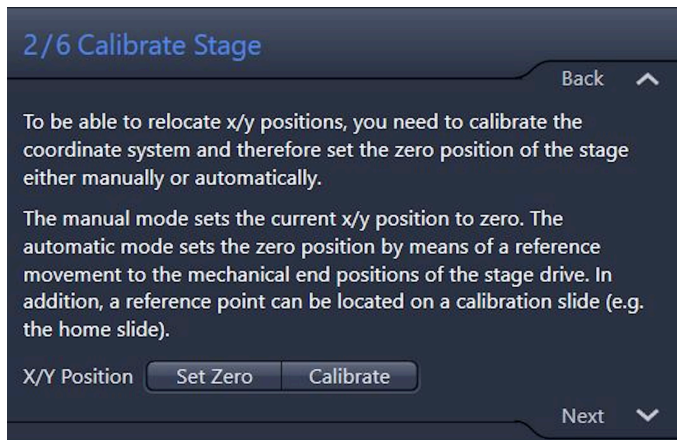 2/6 Calibrate Stage
Back
To be able to relocate x/y positions, you need to calibrate the
coordinate system and therefore set the zero position of the stage
either manually or automatically.
The manual mode sets the current x/y position to zero. The
automatic mode sets the zero position by means of a reference
movement to the mechanical end positions of the stage drive. In
addition, a reference point can be located on a calibration slide (e.g.
the home slide).
X/Y Position Set Zero Calibrate
Next